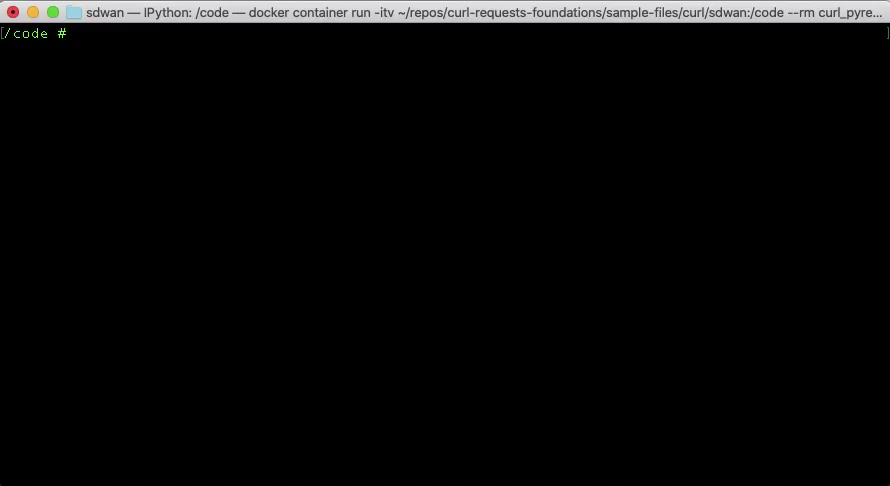 sdwan — IPython: /code — docker container run -itv ~/repos/curl-requests-foundations/sample-files/curl/sdwan:/code --rm curl_pyre...
[/code # ]